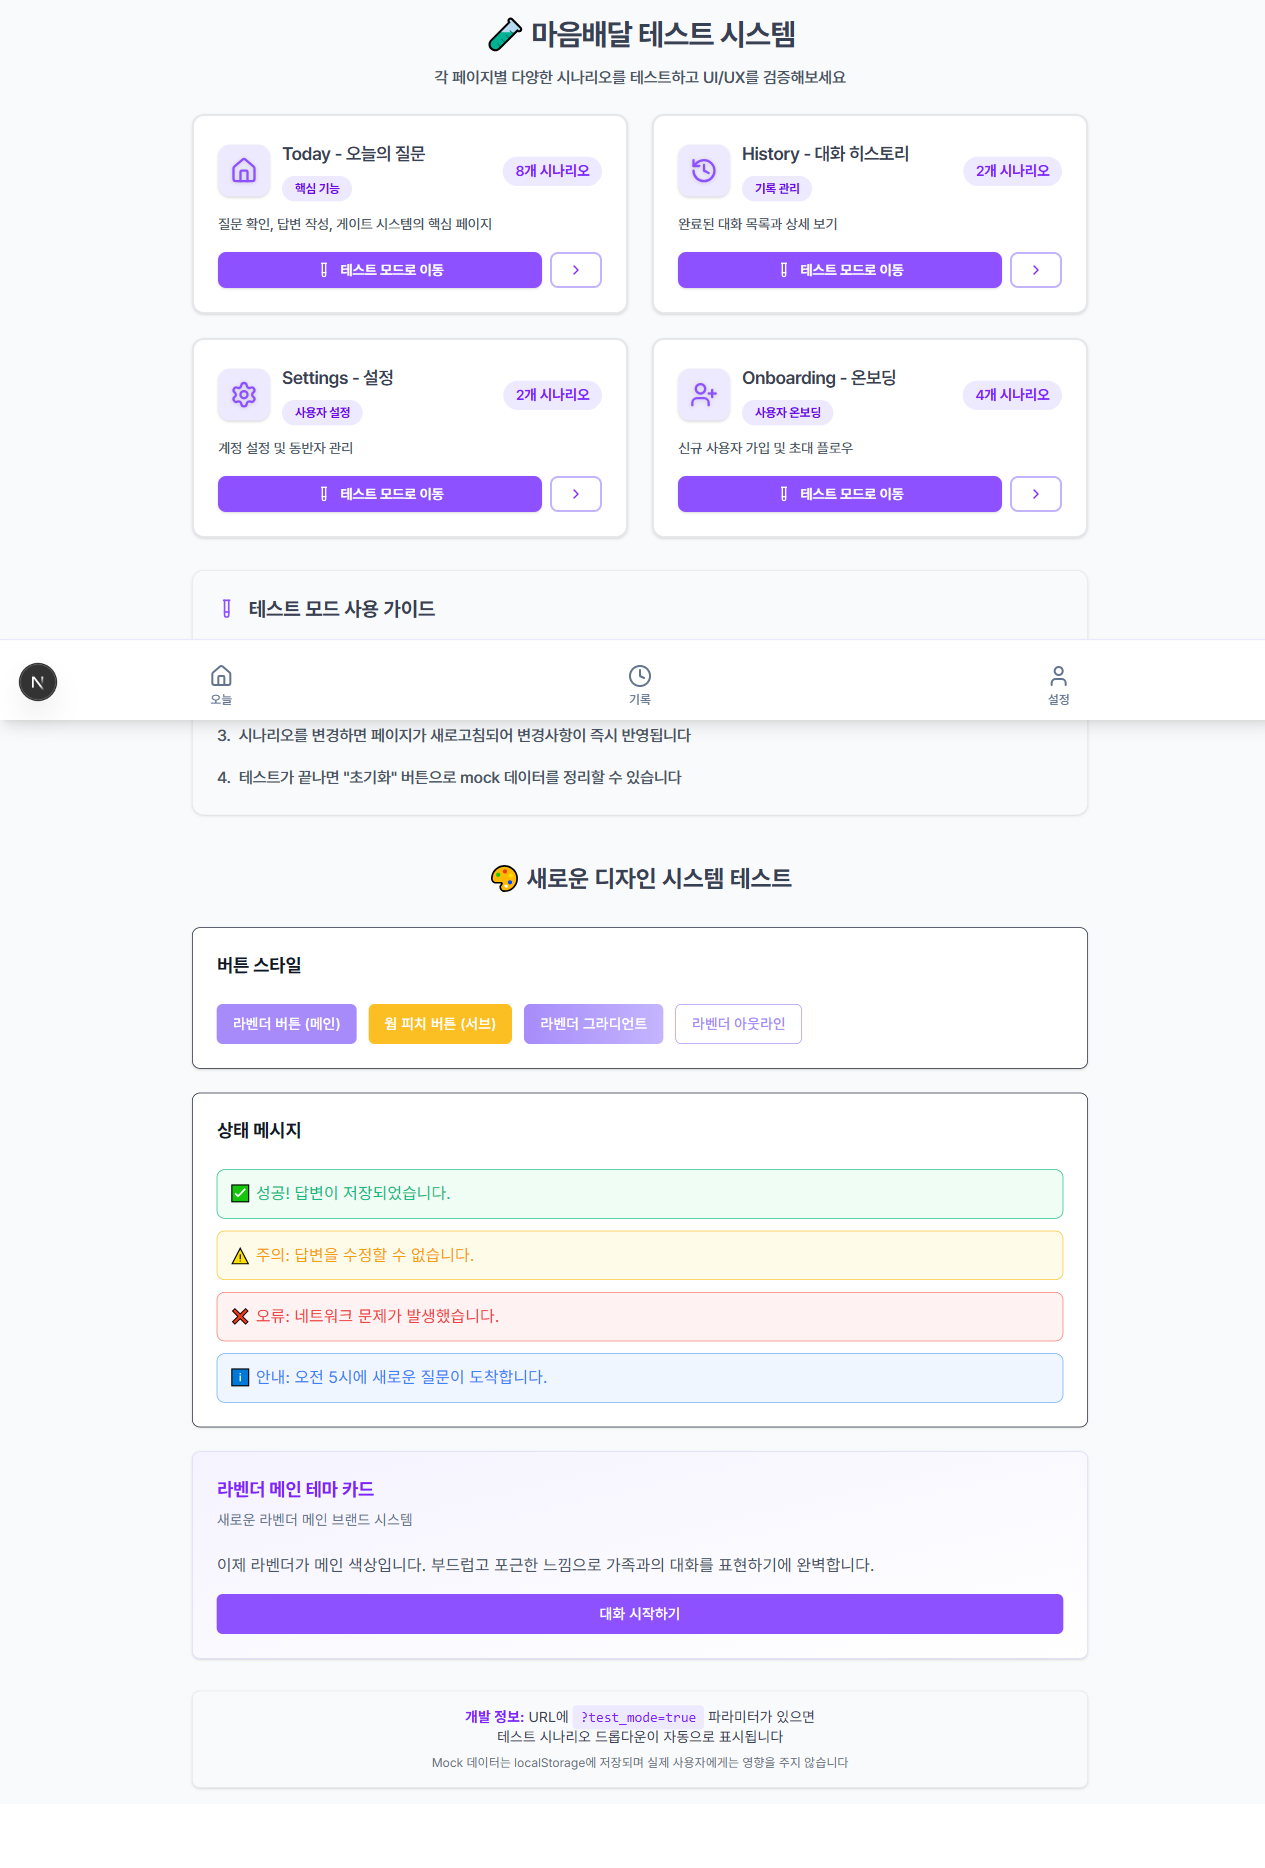 마음배달 테스트 시스템
각 페이지별 다양한 시나리오를 테스트하고 UI/UX를 검증해보세요
Today - 오늘의 질문
핵심 기능
8개 시나리오
질문 확인, 답변 작성, 게이트 시스템의 핵심 페이지
테스트 모드로 이동
History - 대화 히스토리
기록 관리
2개 시나리오
완료된 대화 목록과 상세 보기
테스트 모드로 이동
Settings - 설정
사용자 설정
2개 시나리오
계정 설정 및 동반자 관리
테스트 모드로 이동
Onboarding - 온보딩
사용자 온보딩
4개 시나리오
신규 사용자 가입 및 초대 플로우
테스트 모드로 이동
테스트 모드 사용 가이드
N
오늘
기록
설정
3. 시나리오를 변경하면 페이지가 새로고침되어 변경사항이 즉시 반영됩니다
4. 테스트가 끝나면 "초기화" 버튼으로 mock 데이터를 정리할 수 있습니다
새로운 디자인 시스템 테스트
버튼 스타일
라벤더 버튼 (메인)
웜 피치 버튼 (서브)
라벤더 그라디언트
라벤더 아웃라인
상태 메시지
✅ 성공! 답변이 저장되었습니다.
⚠ 주의: 답변을 수정할 수 없습니다.
❌ 오류: 네트워크 문제가 발생했습니다.
ℹ 안내: 오전 5시에 새로운 질문이 도착합니다.
라벤더 메인 테마 카드
새로운 라벤더 메인 브랜드 시스템
이제 라벤더가 메인 색상입니다. 부드럽고 포근한 느낌으로 가족과의 대화를 표현하기에 완벽합니다.
대화 시작하기
개발 정보: URL에 ?test_mode=true 파라미터가 있으면
테스트 시나리오 드롭다운이 자동으로 표시됩니다
Mock 데이터는 localStorage에 저장되며 실제 사용자에게는 영향을 주지 않습니다